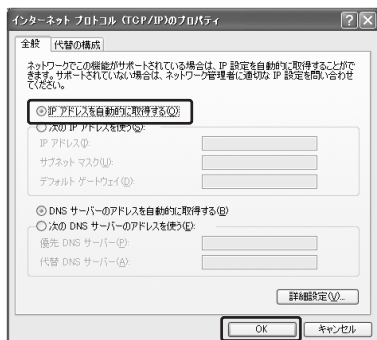 インターネット プロトコル (TCP/IP)のプロパティ
全般 代替の構成
ネットワークでこの機能がサポートされている場合は、IP 設定を自動的に取得することがで
きます。サポートされていない場合は、ネットワーク管理者に適切な IP 設定を問い合わせ
てください。
IP アドレスを自動的に取得する(O)
次の IP アドレスを使う(S):
IP アドレス(I):
サブネット マスク(U):
デフォルト ゲートウェイ(D):
DNS サーバーのアドレスを自動的に取得する(B)
次の DNS サーバーのアドレスを使う(E):
優先 DNS サーバー(P):
代替 DNS サーバー(A):
詳細設定(V)...
OK キャンセル